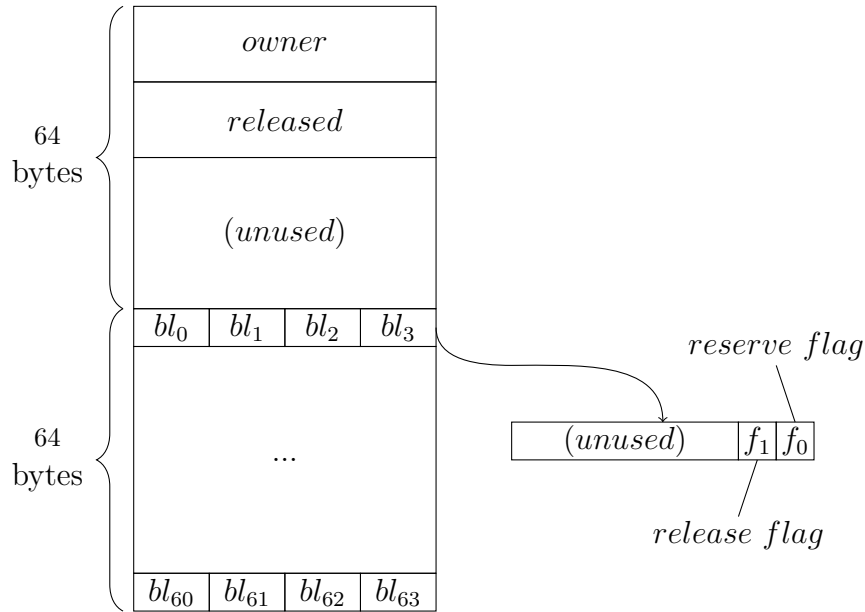 owner
released
64
bytes
(unused)
bl₀ bl₁ bl₂ bl₃
reserve flag
(unused) f₁ f₀
release flag
64
bytes
...
bl₆₀ bl₆₁ bl₆₂ bl₆₃